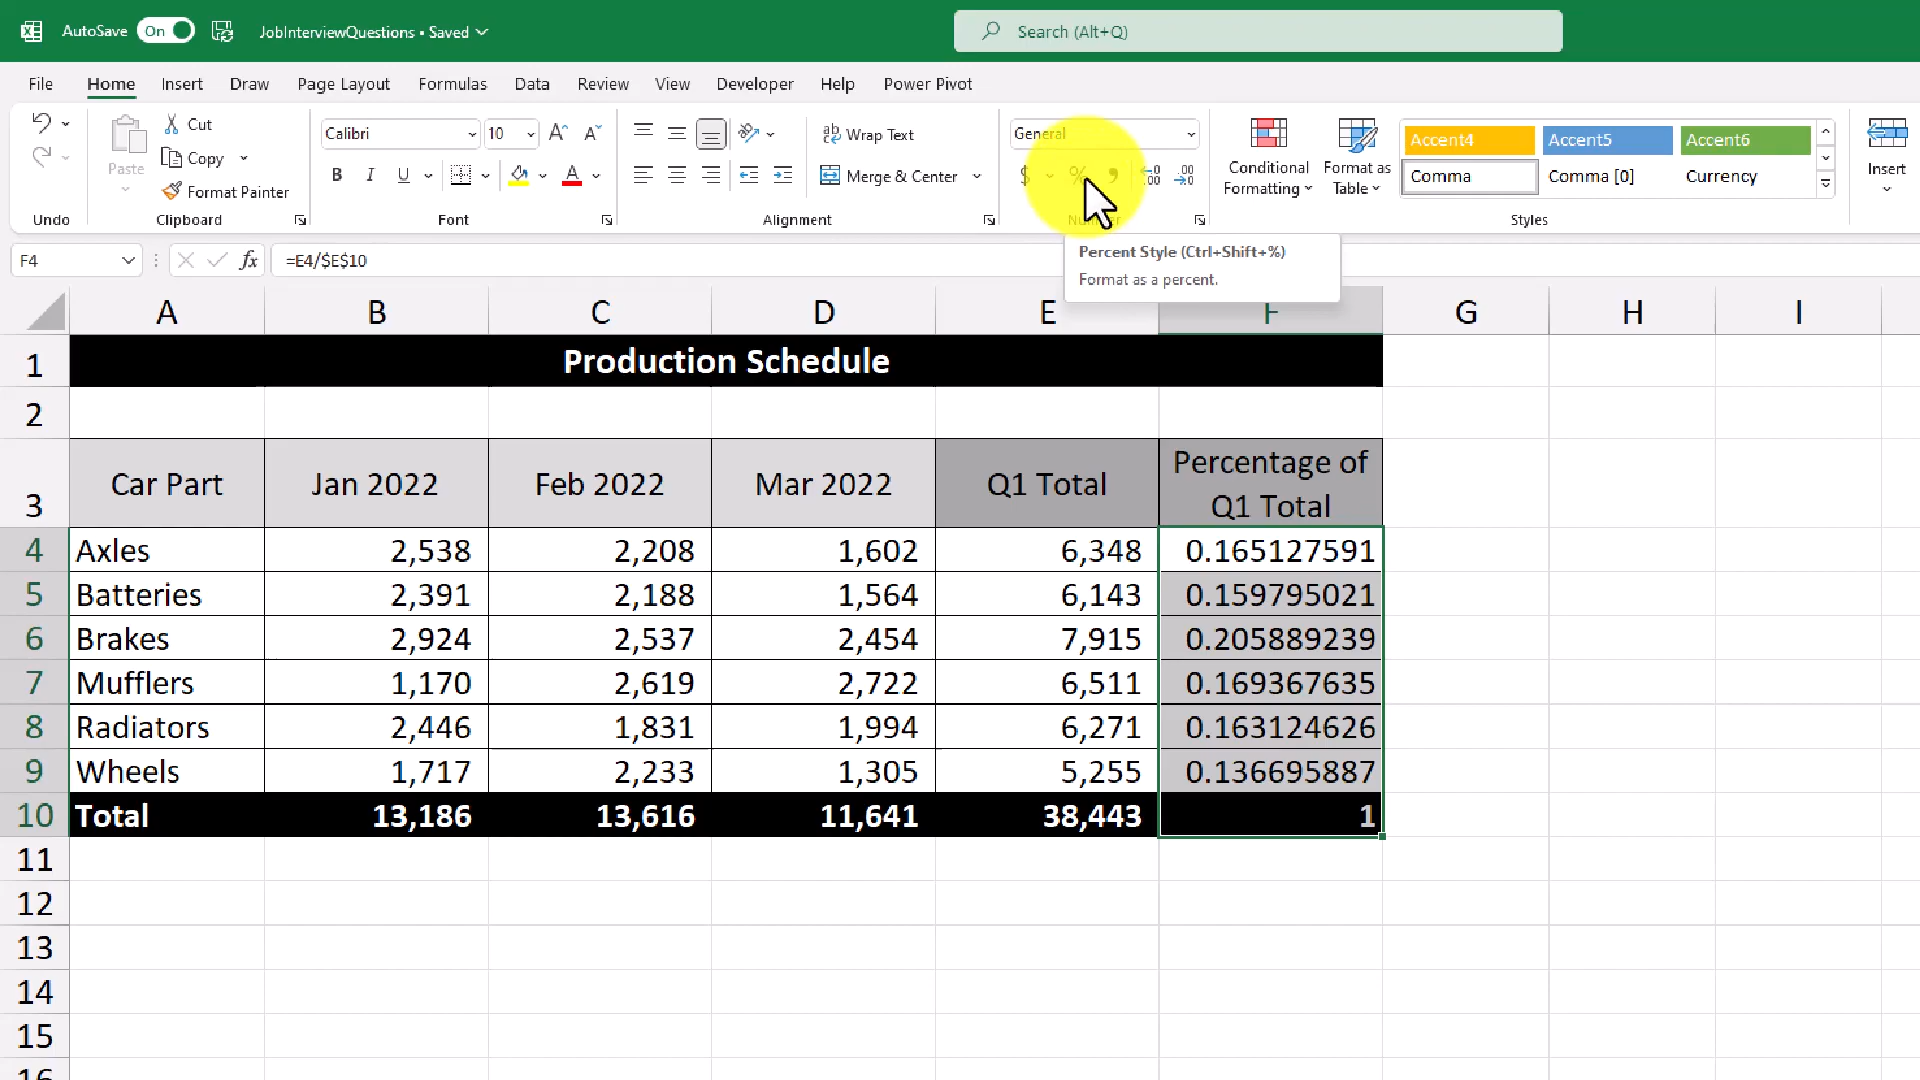 AutoSave On JobInterviewQuestions • Saved Search (Alt+Q)
File Home Insert Draw Page Layout Formulas Data Review View Developer Help Power Pivot
Paste Cut Copy Format Painter
Calibri 10
B I U A
Wrap Text
Merge & Center
General
$ % ,
Conditional Formatting
Format as Table
Accent4 Accent5 Accent6
Comma Comma [0] Currency
Insert
Undo Clipboard Font Alignment Styles
F4 fx =E4/$E$10
Percent Style (Ctrl+Shift+%)
Format as a percent.
A B C D E F G H I
1 Production Schedule
2
3 Car Part Jan 2022 Feb 2022 Mar 2022 Q1 Total Percentage of Q1 Total
4 Axles 2,538 2,208 1,602 6,348 0.165127591
5 Batteries 2,391 2,188 1,564 6,143 0.159795021
6 Brakes 2,924 2,537 2,454 7,915 0.205889239
7 Mufflers 1,170 2,619 2,722 6,511 0.169367635
8 Radiators 2,446 1,831 1,994 6,271 0.163124626
9 Wheels 1,717 2,233 1,305 5,255 0.136695887
10 Total 13,186 13,616 11,641 38,443 1
11
12
13
14
15
16